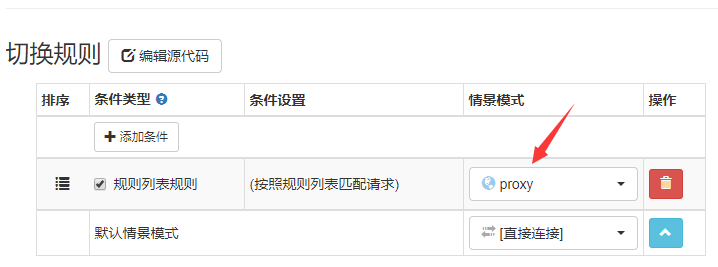 切换规则 编辑源代码
排序 条件类型 条件设置 情景模式 操作
添加条件
规则列表规则 (按照规则列表匹配请求) proxy
默认情景模式 [直接连接]